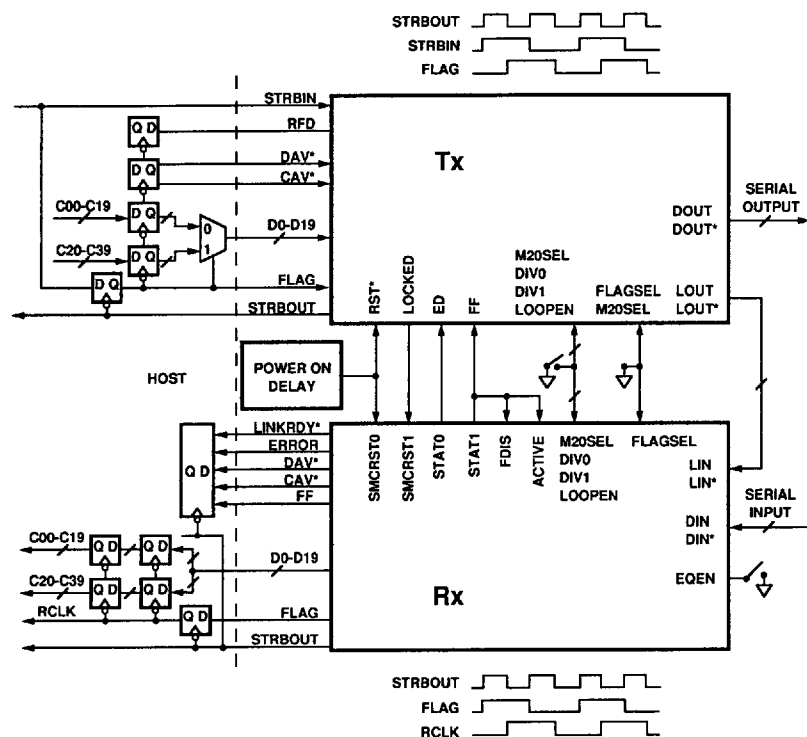 STRBOUT
STRBIN
FLAG
STRBIN
RFD
Q D
DAV*
D Q
CAV*
Tx
C00-C19
D Q
0
1
D0-D19
C20-C39
D Q
DOUT
DOUT*
SERIAL
OUTPUT
FLAG
D Q
STRBOUT
RST*
LOCKED
ED
FF
M20SEL
DIV0
DIV1
LOOPEN
FLAGSEL
M20SEL
LOUT
LOUT*
HOST
POWER ON
DELAY
LINKRDY*
ERROR
DAV*
CAV*
FF
Q D
SMCRST0
SMCRST1
STAT0
STAT1
FDIS
ACTIVE
M20SEL
DIV0
DIV1
LOOPEN
FLAGSEL
LIN
LIN*
DIN
DIN*
SERIAL
INPUT
C00-C19
Q D
Q D
D0-D19
C20-C39
Q D
Q D
Rx
EQEN
RCLK
Q D
FLAG
STRBOUT
STRBOUT
FLAG
RCLK